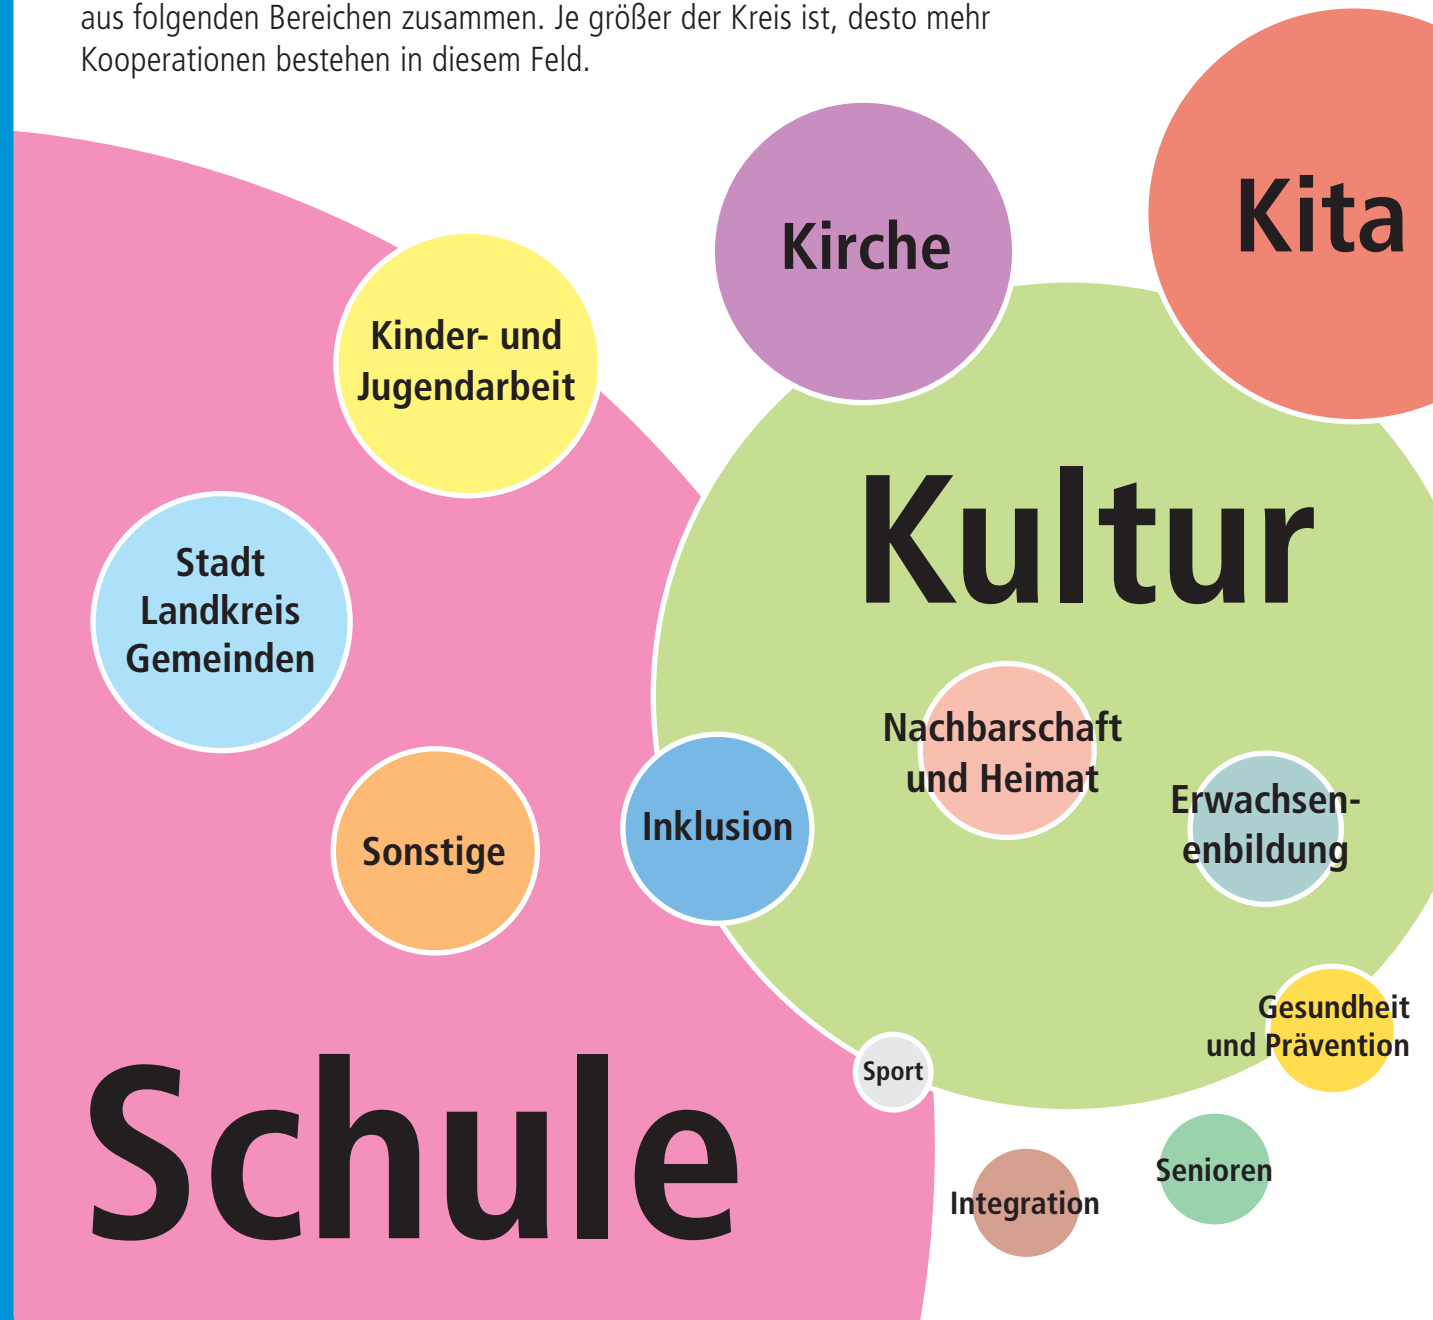 aus folgenden Bereichen zusammen. Je größer der Kreis ist, desto mehr
Kooperationen bestehen in diesem Feld.
Kita
Kirche
Kinder- und
Jugendarbeit
Kultur
Stadt
Landkreis
Gemeinden
Nachbarschaft
und Heimat
Erwachsen-
enbildung
Inklusion
Sonstige
Gesundheit
und Prävention
Sport
Schule
Senioren
Integration